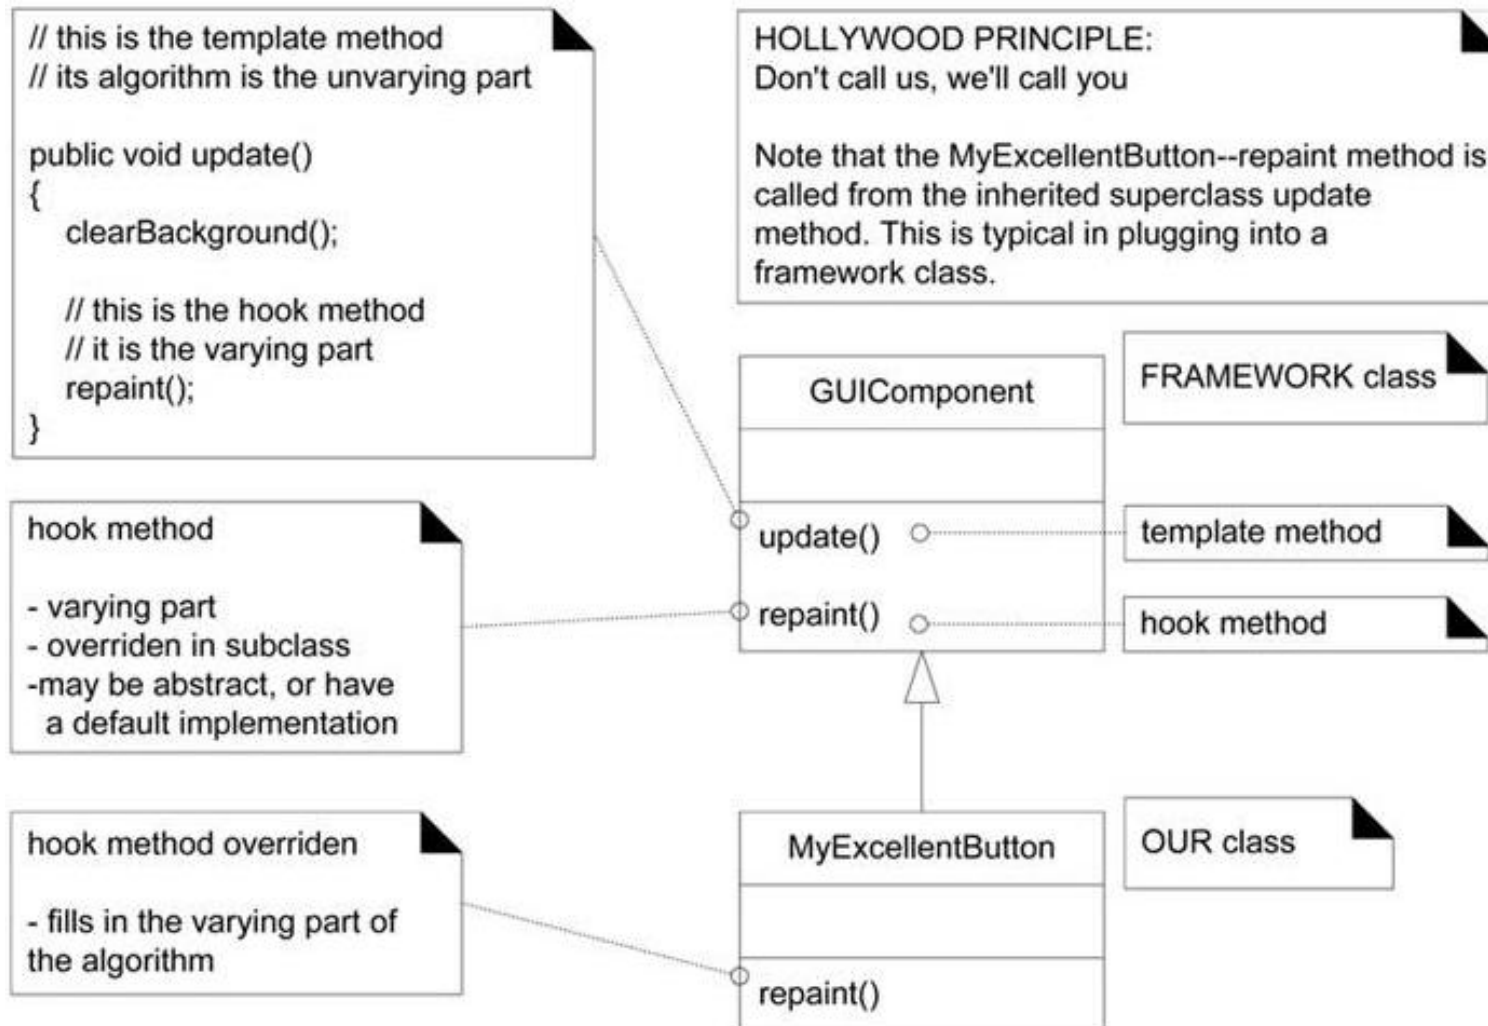 // this is the template method
// its algorithm is the unvarying part
public void update()
{
clearBackground();
// this is the hook method
// it is the varying part
repaint();
}
HOLLYWOOD PRINCIPLE:
Don't call us, we'll call you
Note that the MyExcellentButton--repaint method is
called from the inherited superclass update
method. This is typical in plugging into a
framework class.
GUIComponent
FRAMEWORK class
hook method
- varying part
- overriden in subclass
-may be abstract, or have
a default implementation
update()
template method
repaint()
hook method
hook method overriden
- fills in the varying part of
the algorithm
MyExcellentButton
OUR class
repaint()